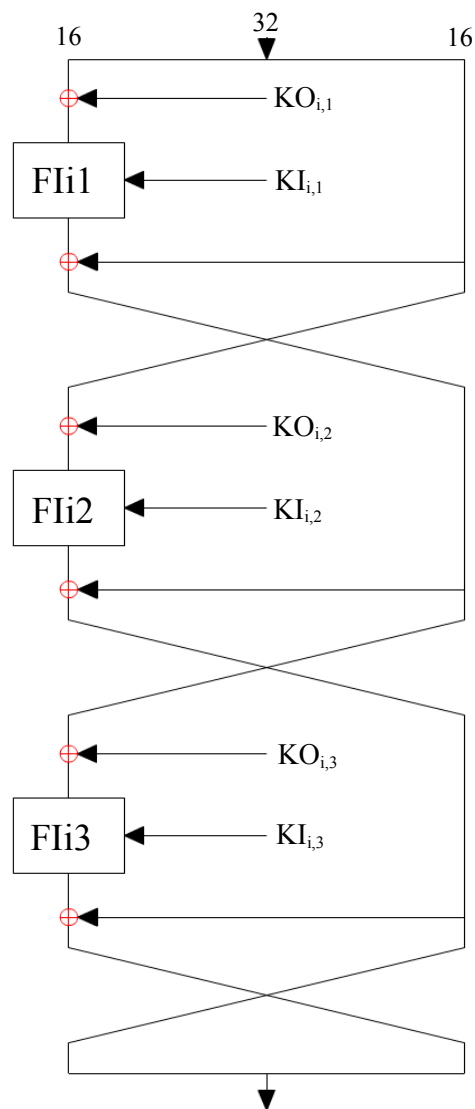 16 32 16
KO_{i,1}
FIi1 KI_{i,1}
KO_{i,2}
FIi2 KI_{i,2}
KO_{i,3}
FIi3 KI_{i,3}